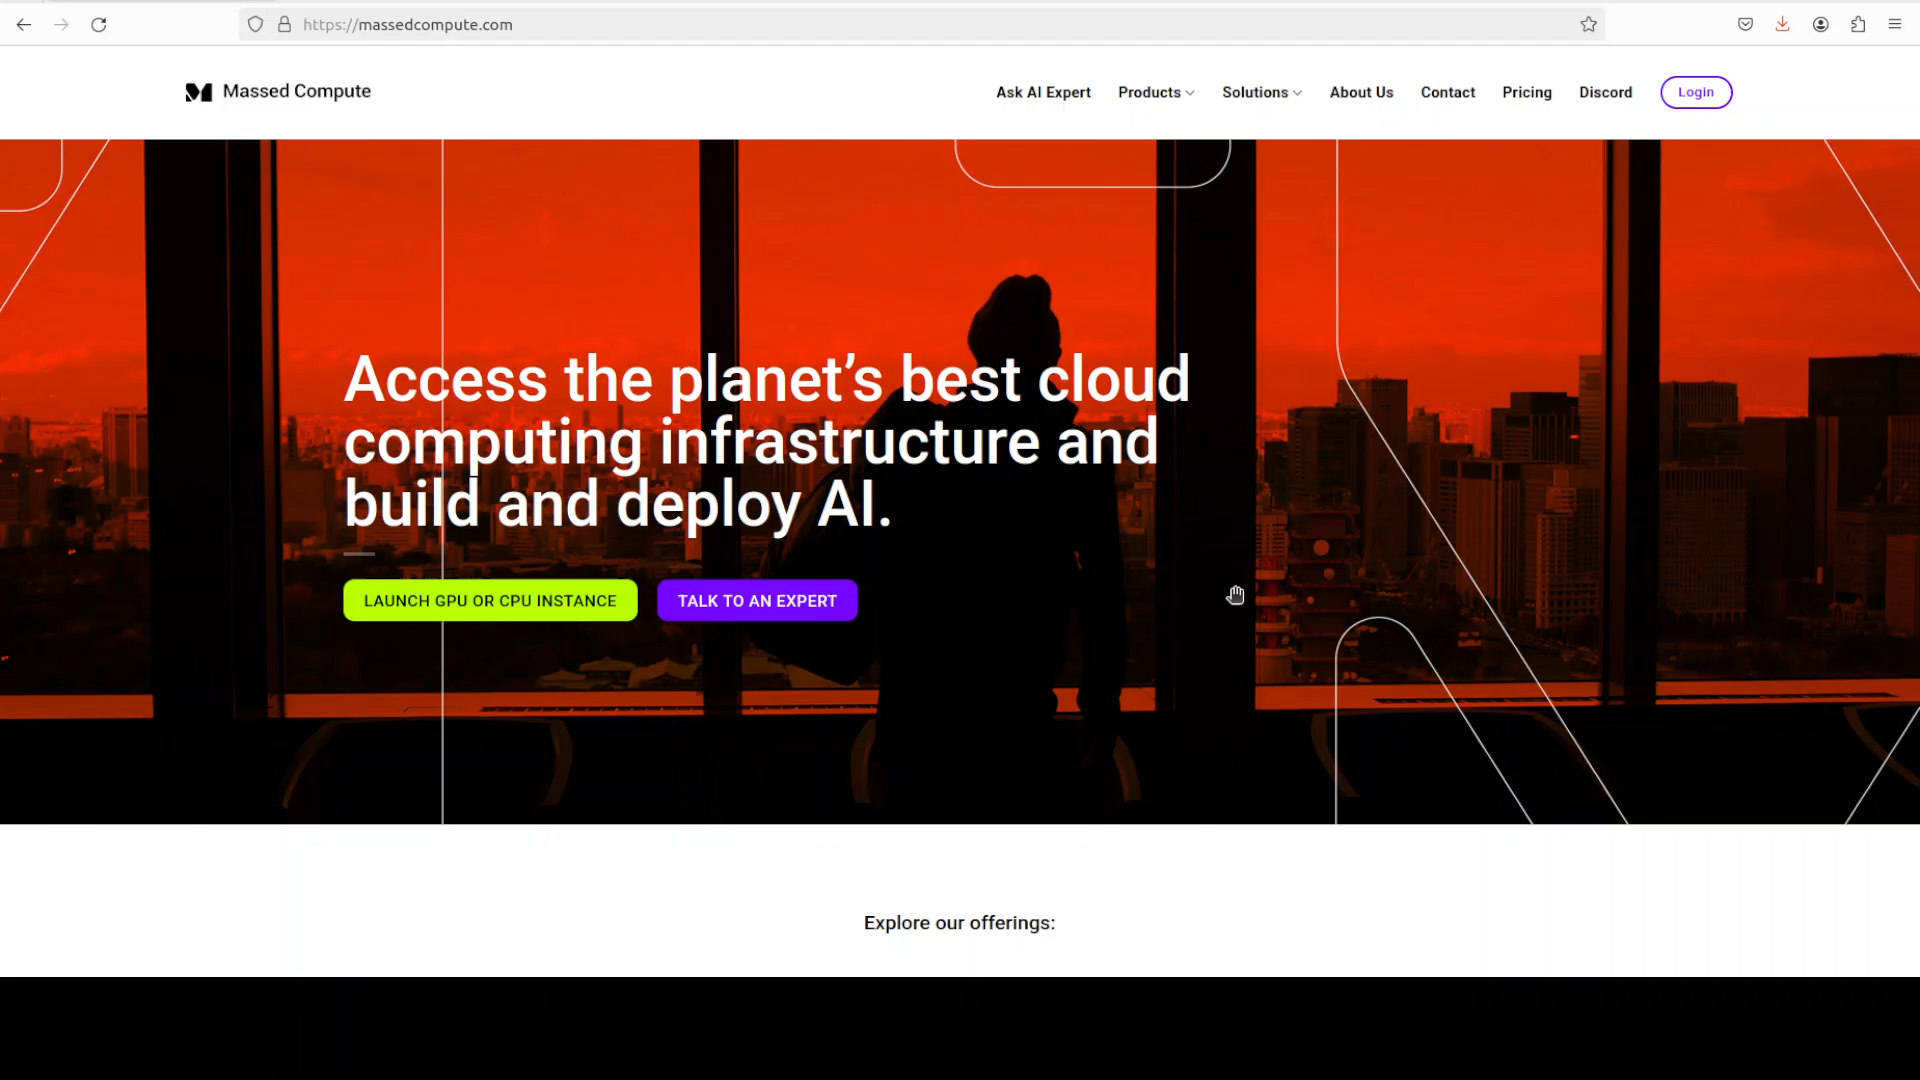 https://massedcompute.com
Massed Compute
Ask AI Expert
Products
Solutions
About Us
Contact
Pricing
Discord
Login
Access the planet’s best cloud
computing infrastructure and
build and deploy AI.
LAUNCH GPU OR CPU INSTANCE
TALK TO AN EXPERT
Explore our offerings: